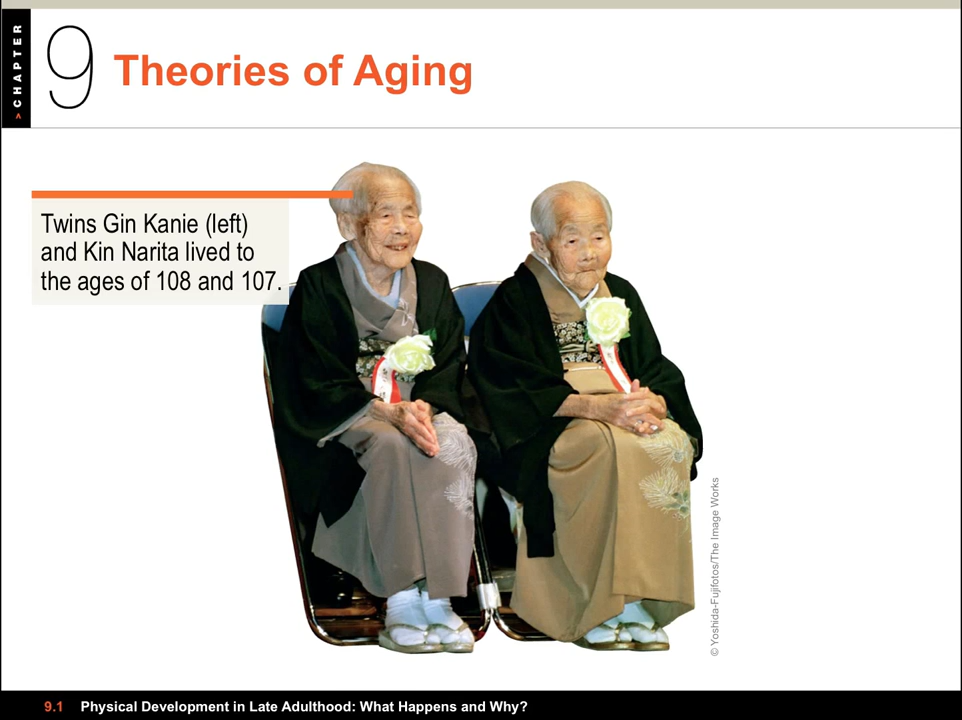 > CHAPTER
9
Theories of Aging
Twins Gin Kanie (left)
and Kin Narita lived to
the ages of 108 and 107.
© Yoshida-Fujifotos/The Image Works
9.1 Physical Development in Late Adulthood: What Happens and Why?